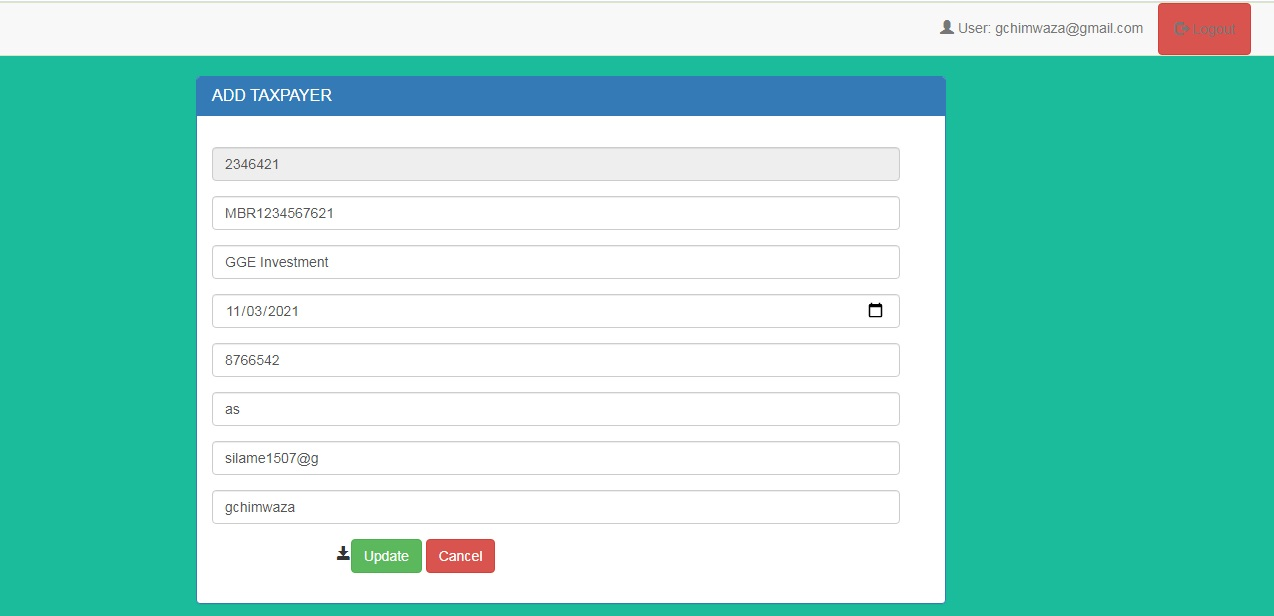 User: gchimwaza@gmail.com
Logout
ADD TAXPAYER
2346421
MBR1234567621
GGE Investment
11/03/2021
8766542
as
silame1507@g
gchimwaza
Update Cancel